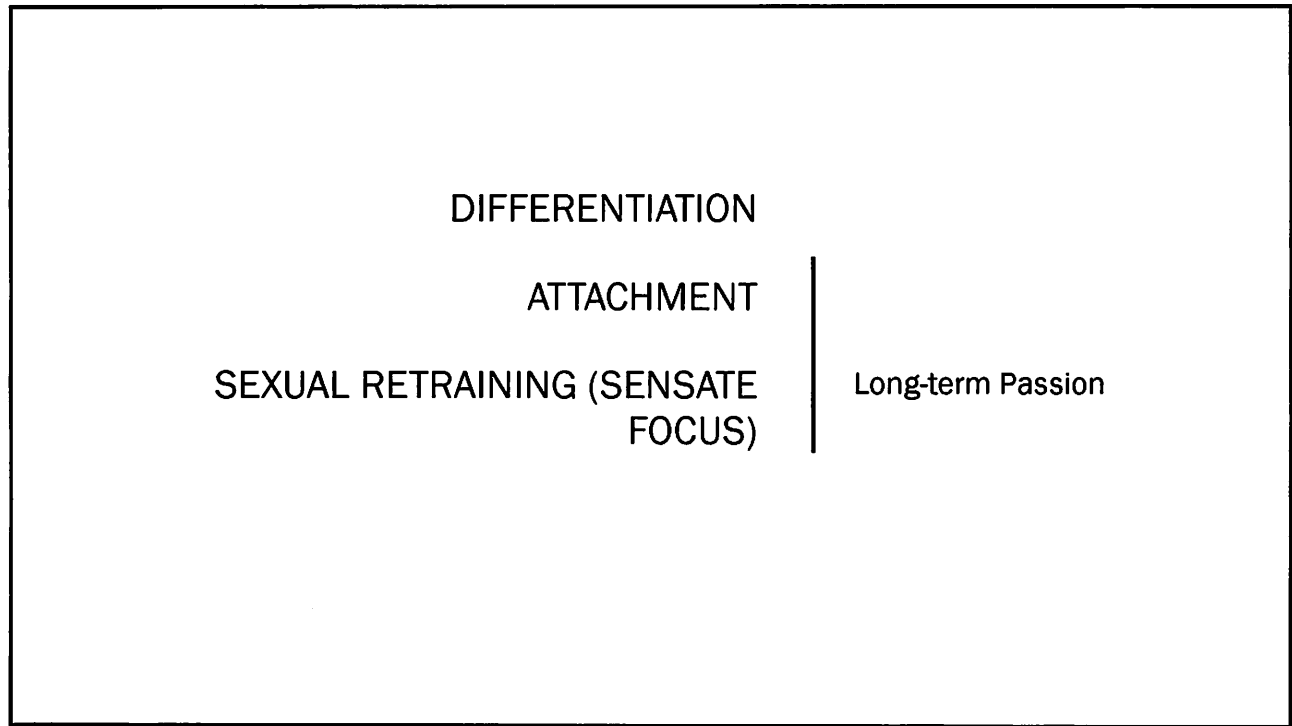 DIFFERENTIATION
ATTACHMENT
SEXUAL RETRAINING (SENSATE
FOCUS)
Long-term Passion